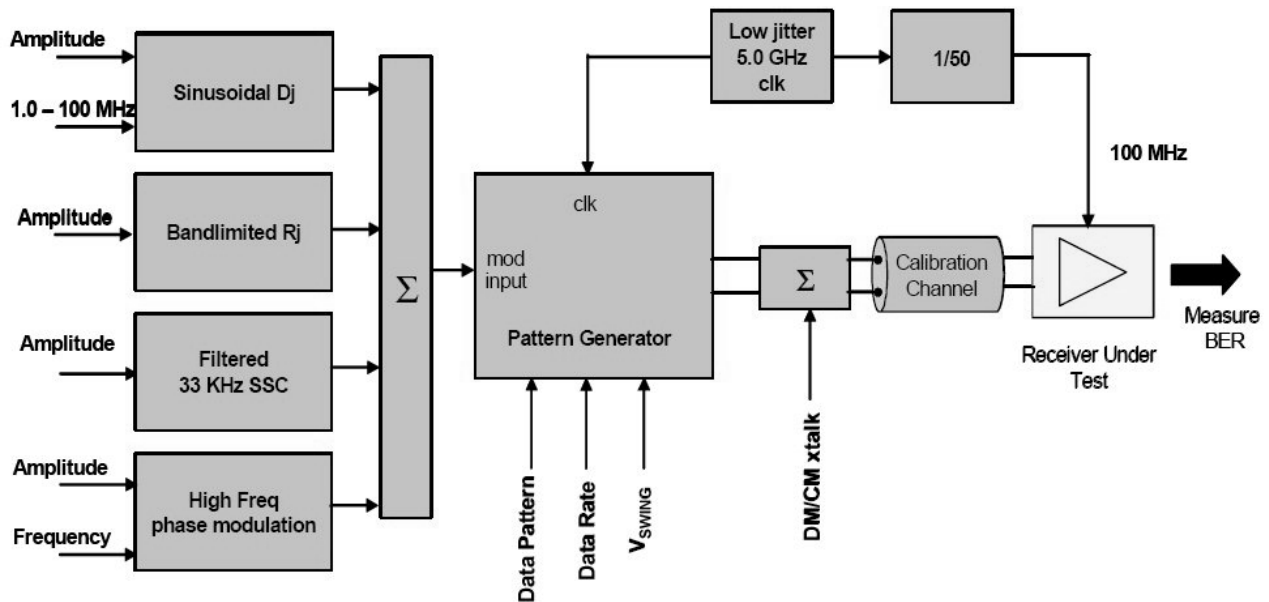 Amplitude
1.0 – 100 MHz
Sinusoidal Dj
Amplitude
Bandlimited Rj
Amplitude
Filtered
33 KHz SSC
Amplitude
Frequency
High Freq
phase modulation
Σ
Low jitter
5.0 GHz
clk
1/50
100 MHz
clk
mod
input
Pattern Generator
Data Pattern
Data Rate
VSWING
Σ
DM/CM xtalk
Calibration
Channel
Receiver Under
Test
Measure
BER